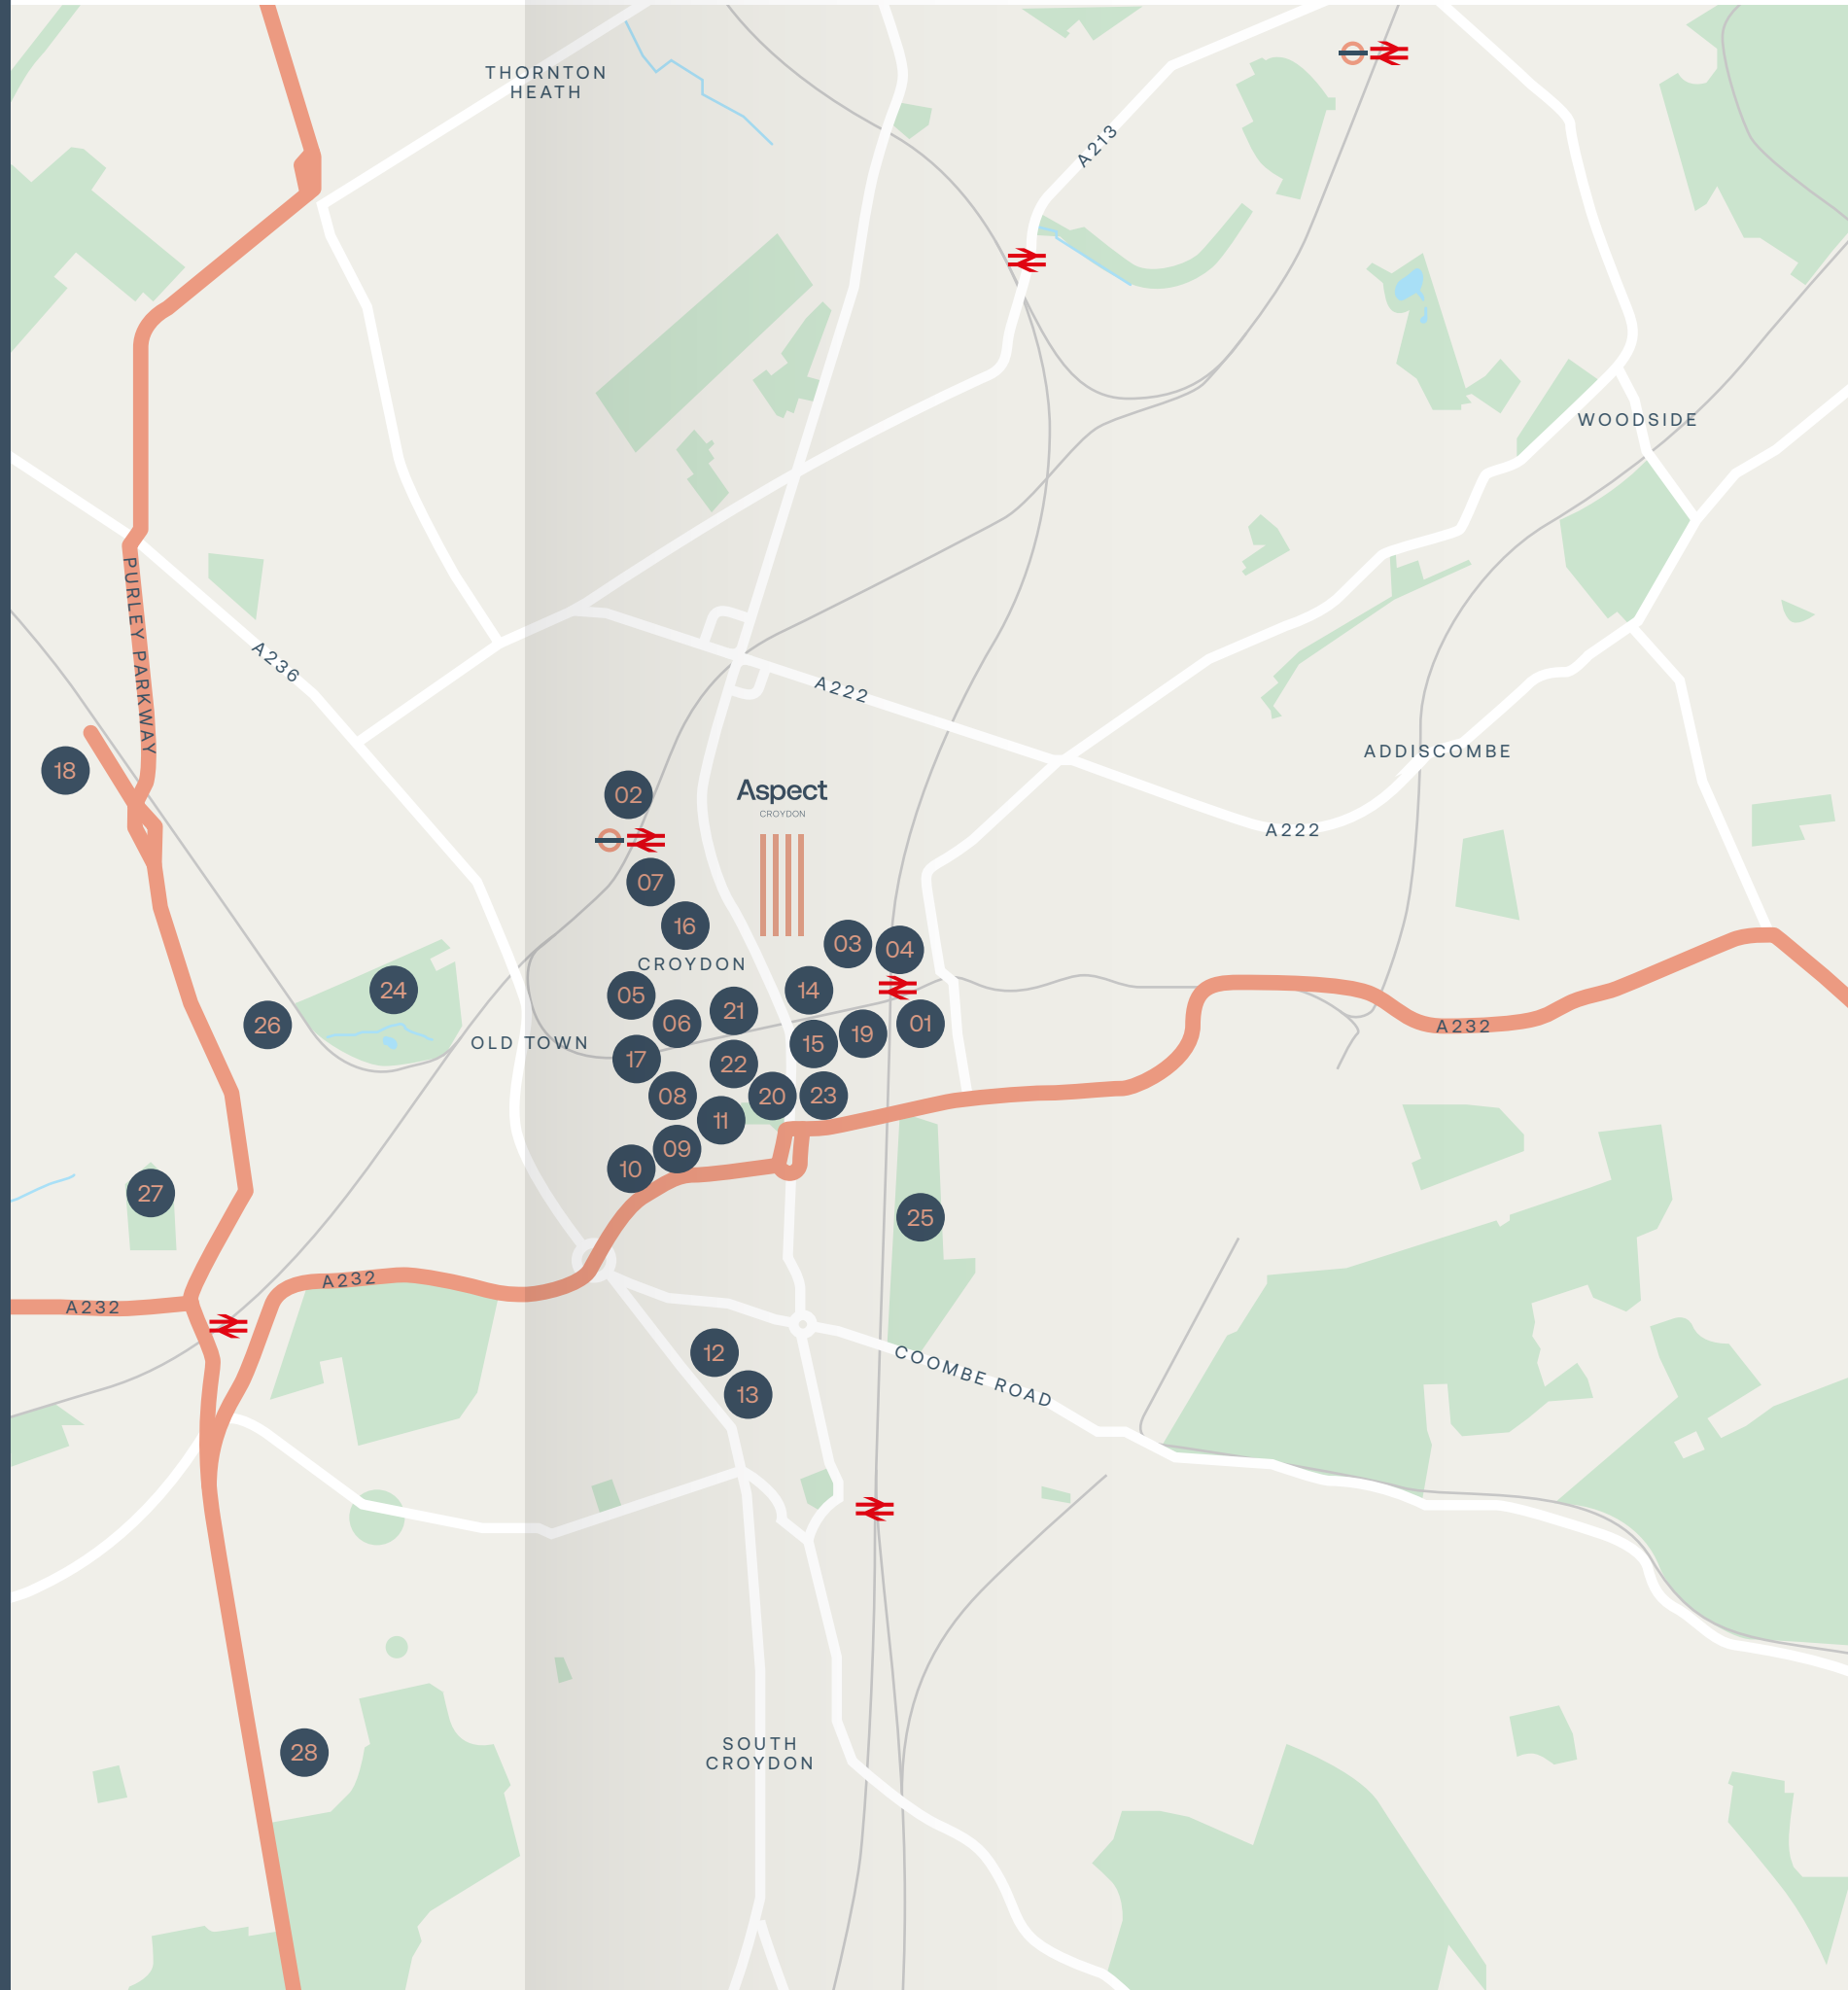 THORNTON
HEATH
A213
WOODSIDE
PURLEY PARKWAY
A236
A222
ADDISCOMBE
18
02
Aspect
CROYDON
A222
07
16
03
04
CROYDON
24
05
14
21
06
01
26
A232
19
OLD TOWN
15
17
22
08
20
23
11
09
10
27
25
A232
A232
12
COOMBE ROAD
13
SOUTH
CROYDON
28